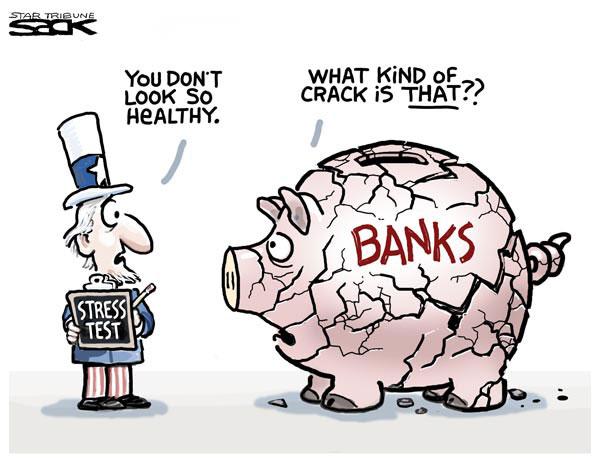 STAR TRIBUNE
SACK
YOU DON'T
LOOK SO
HEALTHY.
WHAT KIND OF
CRACK IS THAT??
BANKS
STRESS
TEST